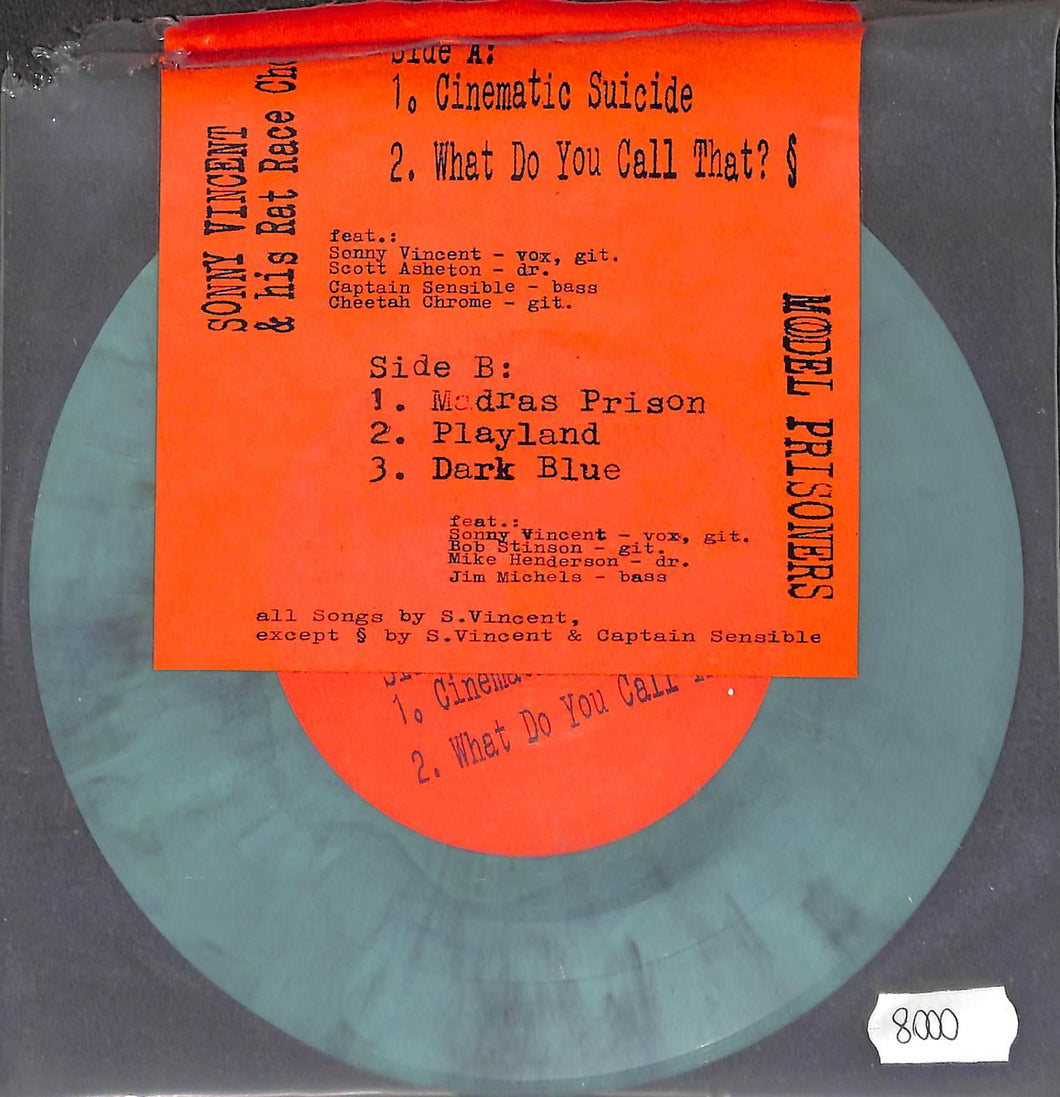 SONNY VINCENT
& his Rat Race
Side A:
1. Cinematic Suicide
2. What Do You Call That? §
feat.:
Sonny Vincent - vox, git.
Scott Asheton - dr.
Captain Sensible - bass
Cheetah Chrome - git.
MODEL PRISONERS
Side B:
1. Madras Prison
2. Playland
3. Dark Blue
feat.:
Sonny Vincent - vox, git.
Bob Stinson - git.
Mike Henderson - dr.
Jim Michels - bass
all Songs by S.Vincent,
except § by S.Vincent & Captain Sensible
1.
2. What Do You Call
8000